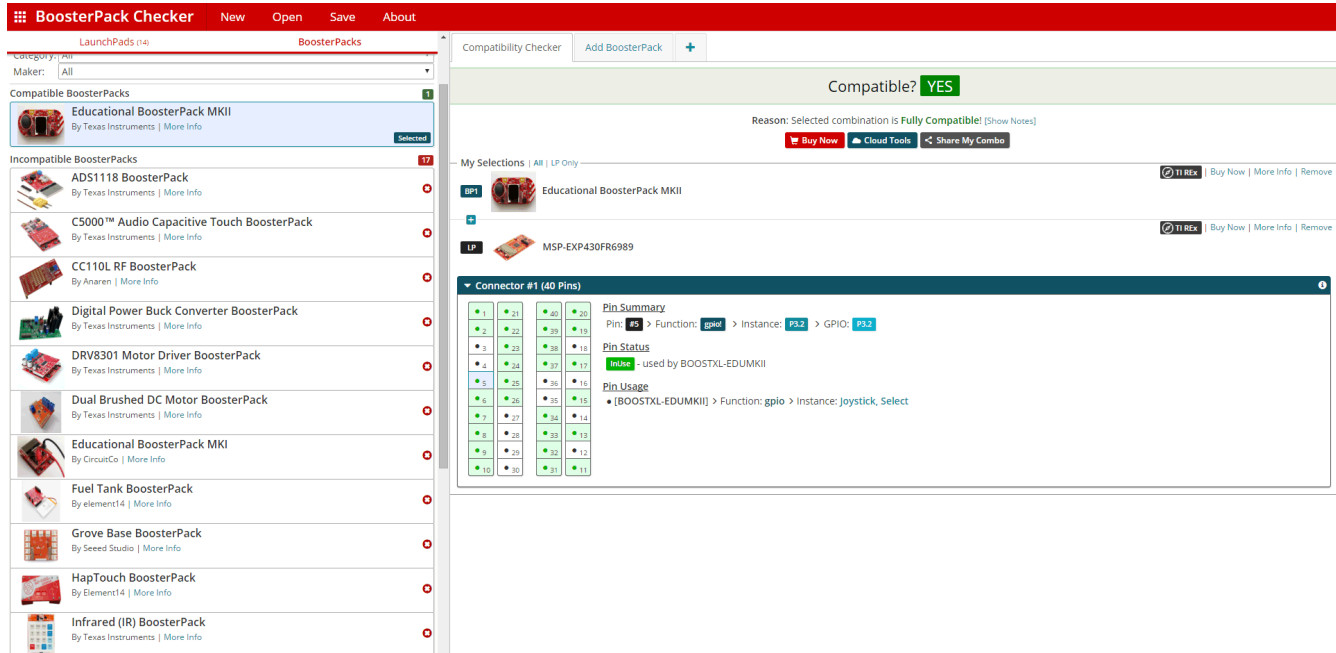 BoosterPack Checker New Open Save About
LaunchPads (14) BoosterPacks
Category: All
Maker: All
Compatible BoosterPacks 1
Educational BoosterPack MKII
By Texas Instruments | More Info
Selected
Incompatible BoosterPacks 17
ADS1118 BoosterPack
By Texas Instruments | More Info
C5000™ Audio Capacitive Touch BoosterPack
By Texas Instruments | More Info
CC110L RF BoosterPack
By Anaren | More Info
Digital Power Buck Converter BoosterPack
By Texas Instruments | More Info
DRV8301 Motor Driver BoosterPack
By Texas Instruments | More Info
Dual Brushed DC Motor BoosterPack
By Texas Instruments | More Info
Educational BoosterPack MKI
By CircuitCo | More Info
Fuel Tank BoosterPack
By element14 | More Info
Grove Base BoosterPack
By Seeed Studio | More Info
HapTouch BoosterPack
By Element14 | More Info
Infrared (IR) BoosterPack
By Texas Instruments | More Info
Compatibility Checker Add BoosterPack +
Compatible? YES
Reason: Selected combination is Fully Compatible! [Show Notes]
Buy Now Cloud Tools Share My Combo
My Selections | All | LP Only
TI REx | Buy Now | More Info | Remove
BP1 Educational BoosterPack MKII
TI REx | Buy Now | More Info | Remove
LP MSP-EXP430FR6989
Connector #1 (40 Pins)
1 21 40 20
2 22 39 19
3 23 38 18
4 24 37 17
5 25 36 16
6 26 35 15
7 27 34 14
8 28 33 13
9 29 32 12
10 30 31 11
Pin Summary
Pin: #5 > Function: gpio! > Instance: P3.2 > GPIO: P3.2
Pin Status
InUse - used by BOOSTXL-EDUMKII
Pin Usage
• [BOOSTXL-EDUMKII] > Function: gpio > Instance: Joystick, Select